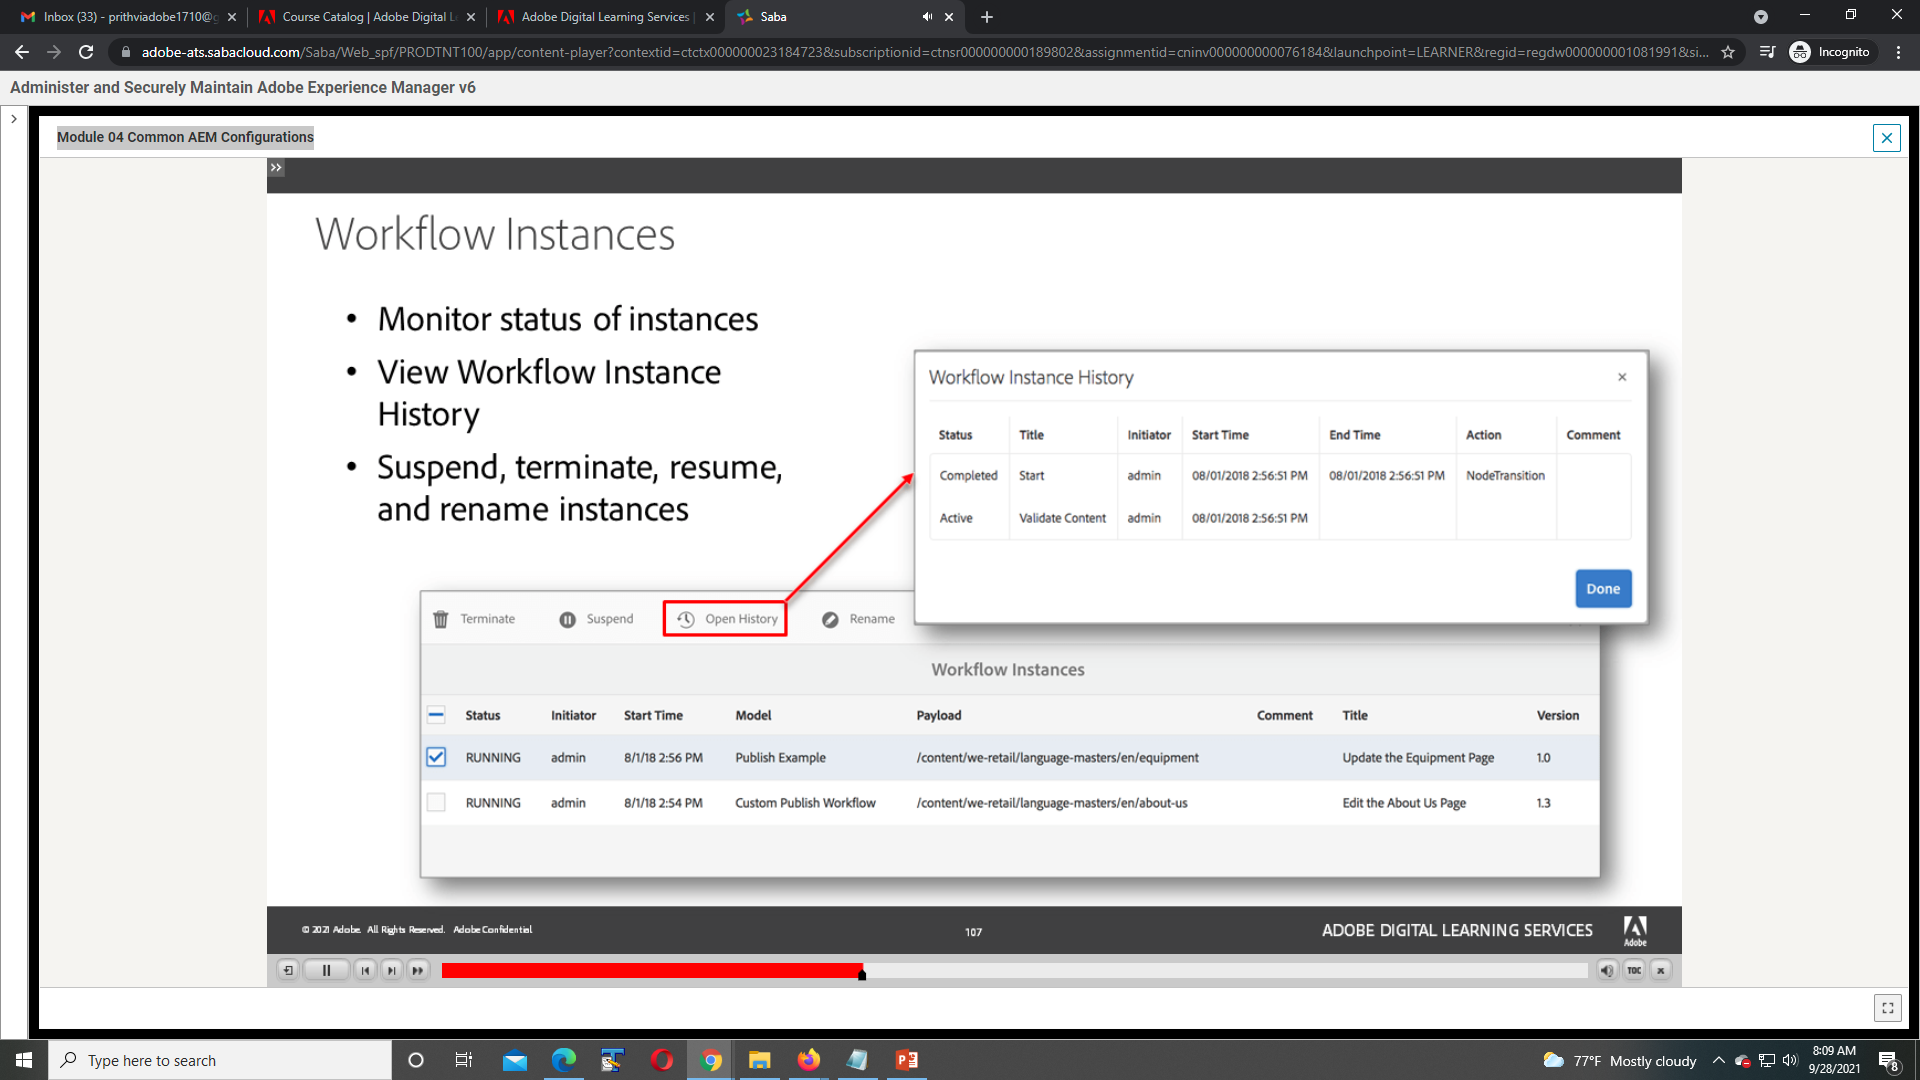 Inbox (33) - prithviadobe1710@g
Course Catalog | Adobe Digital L
Adobe Digital Learning Services |
Saba
adobe-ats.sabacloud.com/Saba/Web_spf/PRODTNT100/app/content-player?contextid=ctctx000000023184723&subscriptionid=ctnsr0000000000189802&assignmentid=cninv000000000076184&launchpoint=LEARNER&regid=regdw000000001081991&si...
Incognito
Administer and Securely Maintain Adobe Experience Manager v6
Module 04 Common AEM Configurations
Workflow Instances
• Monitor status of instances
• View Workflow Instance
History
• Suspend, terminate, resume,
and rename instances
Workflow Instance History
Status Title Initiator Start Time End Time Action Comment
Completed Start admin 08/01/2018 2:56:51 PM 08/01/2018 2:56:51 PM NodeTransition
Active Validate Content admin 08/01/2018 2:56:51 PM
Done
Terminate Suspend Open History Rename
Workflow Instances
Status Initiator Start Time Model Payload Comment Title Version
RUNNING admin 8/1/18 2:56 PM Publish Example /content/we-retail/language-masters/en/equipment Update the Equipment Page 1.0
RUNNING admin 8/1/18 2:54 PM Custom Publish Workflow /content/we-retail/language-masters/en/about-us Edit the About Us Page 1.3
© 2021 Adobe. All Rights Reserved. Adobe Confidential
107
ADOBE DIGITAL LEARNING SERVICES
Adobe
TOC
Type here to search
77°F Mostly cloudy
8:09 AM
9/28/2021
8